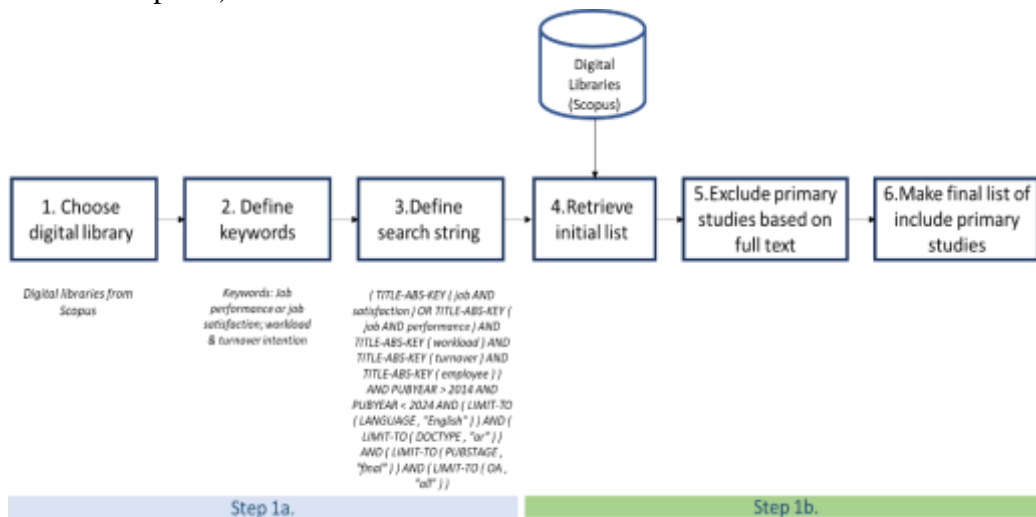 Digital
Libraries
(Scopus)
1. Choose
digital library
2. Define
keywords
3.Define
search string
4.Retrieve
initial list
5.Exclude primary
studies based on
full text
6.Make final list of
include primary
studies
Digital libraries from
Scopus
Keywords: Job
performance or job
satisfaction; workload
& turnover intention
( TITLE-ABS-KEY ( job AND
satisfaction ) OR TITLE-ABS-KEY (
job AND performance ) AND
TITLE-ABS-KEY ( workload ) AND
TITLE-ABS-KEY ( turnover ) AND
TITLE-ABS-KEY ( employee ) )
AND PUBYEAR > 2014 AND
PUBYEAR < 2024 AND ( LIMIT-TO
( LANGUAGE , "English" ) ) AND (
LIMIT-TO ( DOCTYPE , "ar" ) )
AND ( LIMIT-TO ( PUBSTAGE ,
"final" ) ) AND ( LIMIT-TO ( OA ,
"all" ) )
Step 1a.
Step 1b.